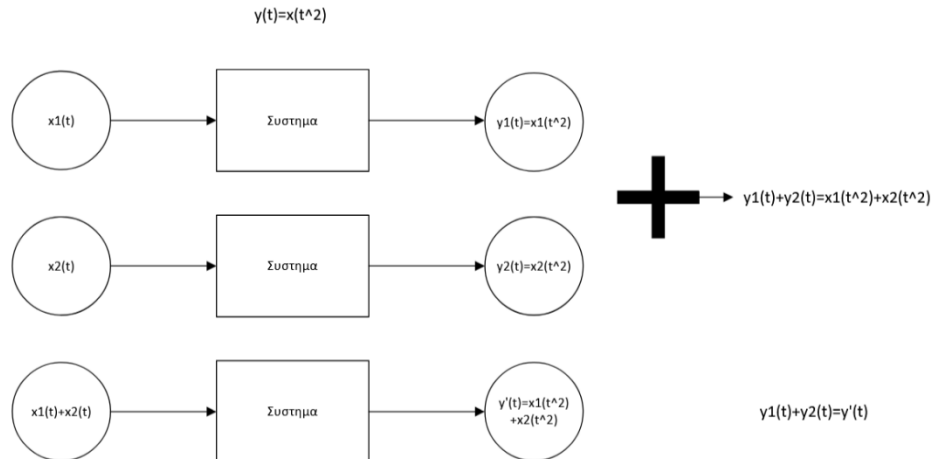 y(t)=x(t^2)
x1(t)
Συστημα
y1(t)=x1(t^2)
y1(t)+y2(t)=x1(t^2)+x2(t^2)
x2(t)
Συστημα
y2(t)=x2(t^2)
x1(t)+x2(t)
Συστημα
y'(t)=x1(t^2)
+x2(t^2)
y1(t)+y2(t)=y'(t)